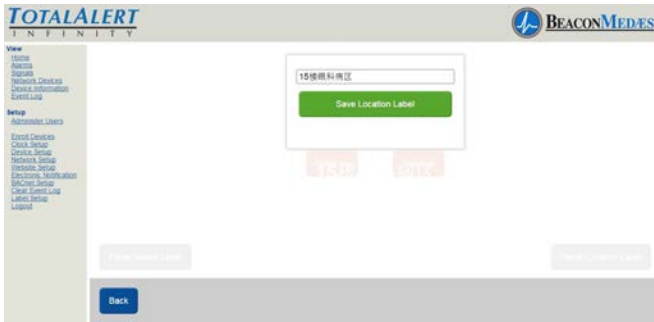 TOTALALERT
INFINITY
BEACONMEDÆS
View
Home
Alarms
Signals
Network Devices
Device Information
Event Log
Setup
Administer Users
Enroll Devices
Clock Setup
Device Setup
Network Setup
Website Setup
Electronic Notification
BACnet Setup
Clear Event Log
Label Setup
Logout
15楼眼科病区
Save Location Label
Back